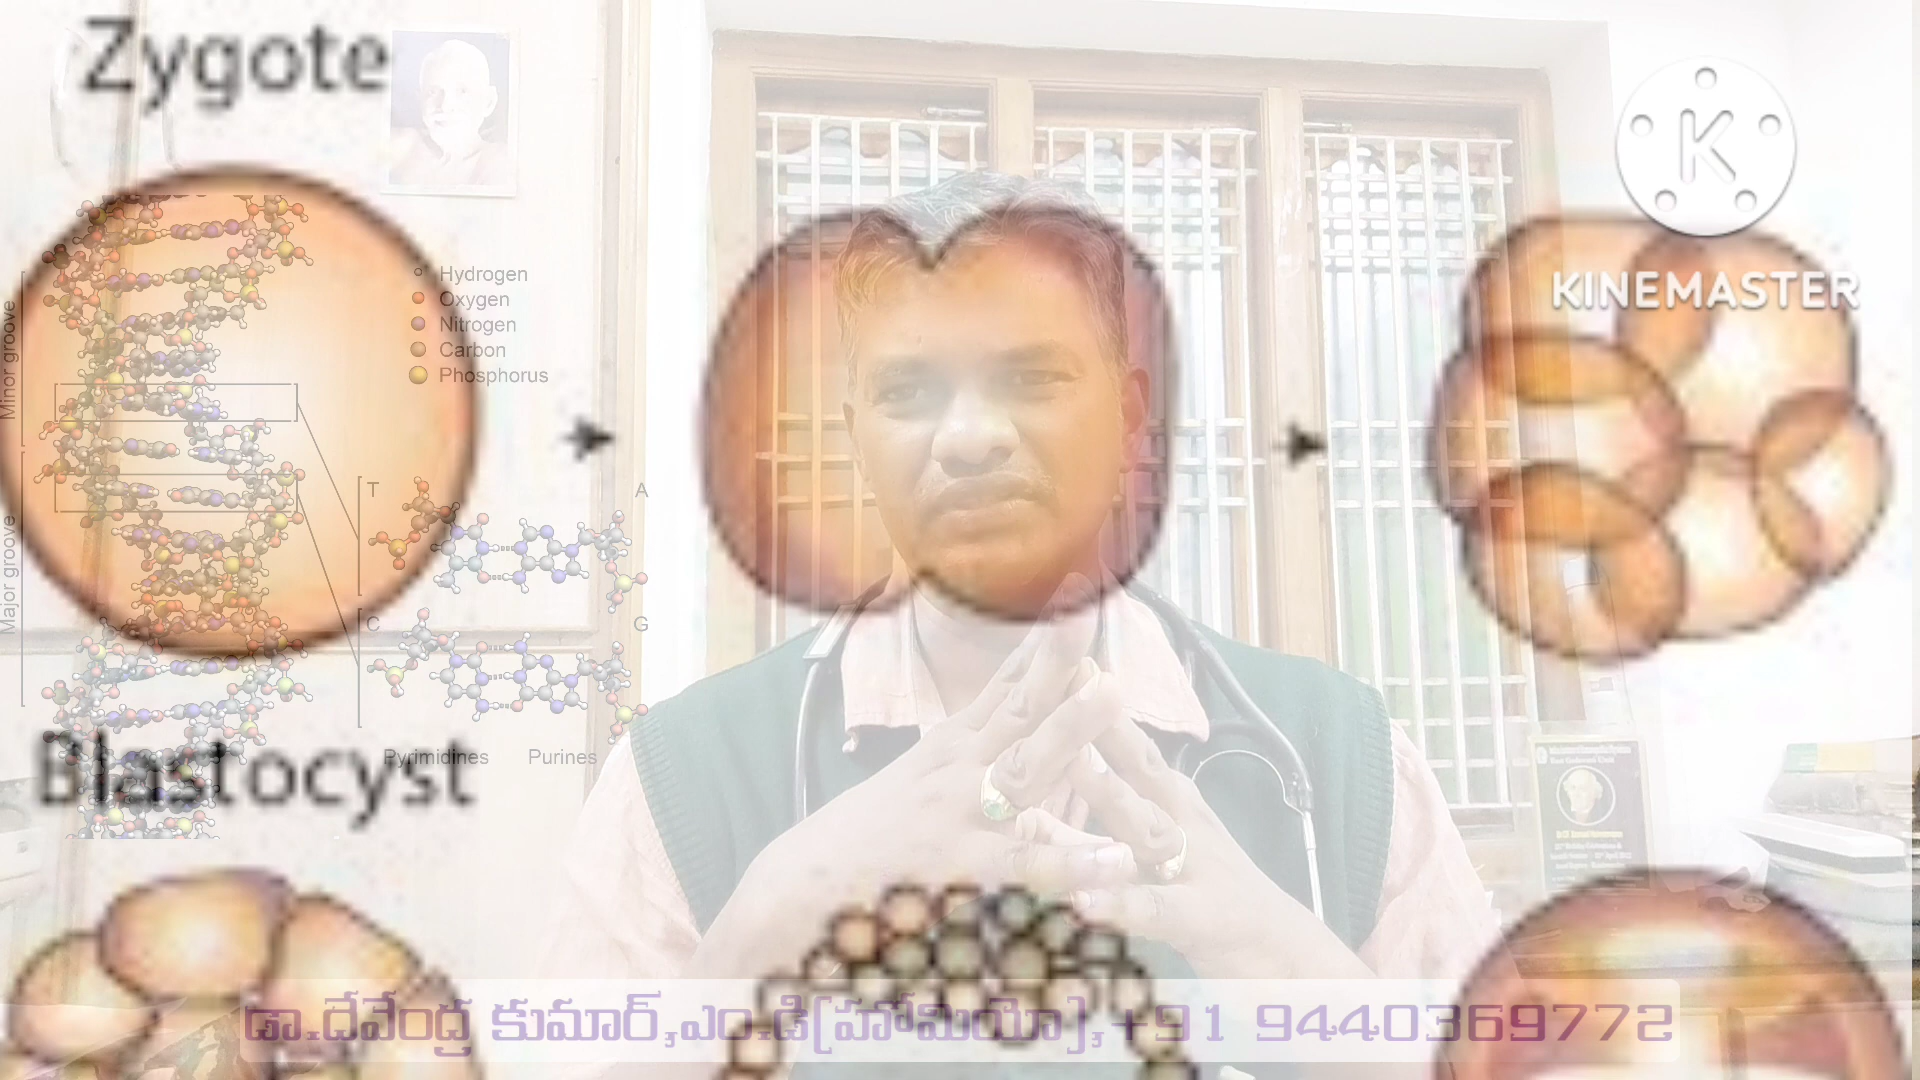 Zygote
KINEMASTER
Hydrogen
Oxygen
Nitrogen
Carbon
Phosphorus
Minor groove
Major groove
T
A
C
G
Pyrimidines
Purines
Blastocyst
డా.దేవేంద్ర కుమార్,ఎం.డి[హోమియో],+91 9440369772